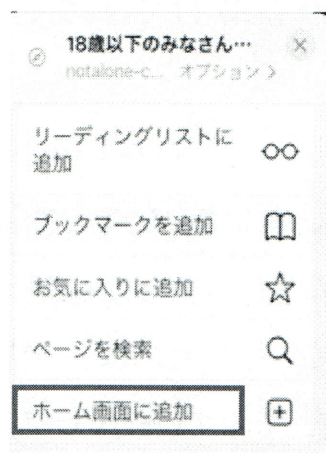 18歳以下のみなさん…
notalone-c... オプション >
リーディングリストに
追加
ブックマークを追加
お気に入りに追加
ページを検索
ホーム画面に追加